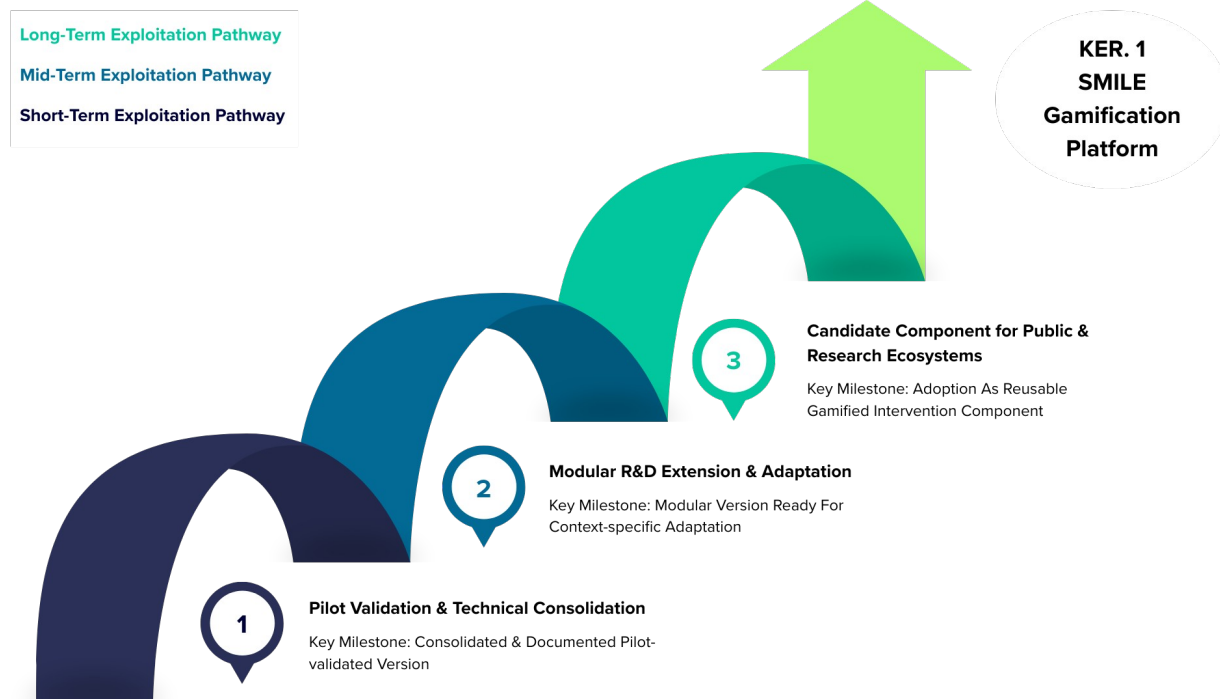 Long-Term Exploitation Pathway
Mid-Term Exploitation Pathway
Short-Term Exploitation Pathway
KER. 1
SMILE
Gamification
Platform
3
Candidate Component for Public &
Research Ecosystems
Key Milestone: Adoption As Reusable
Gamified Intervention Component
2
Modular R&D Extension & Adaptation
Key Milestone: Modular Version Ready For
Context-specific Adaptation
1
Pilot Validation & Technical Consolidation
Key Milestone: Consolidated & Documented Pilot-
validated Version